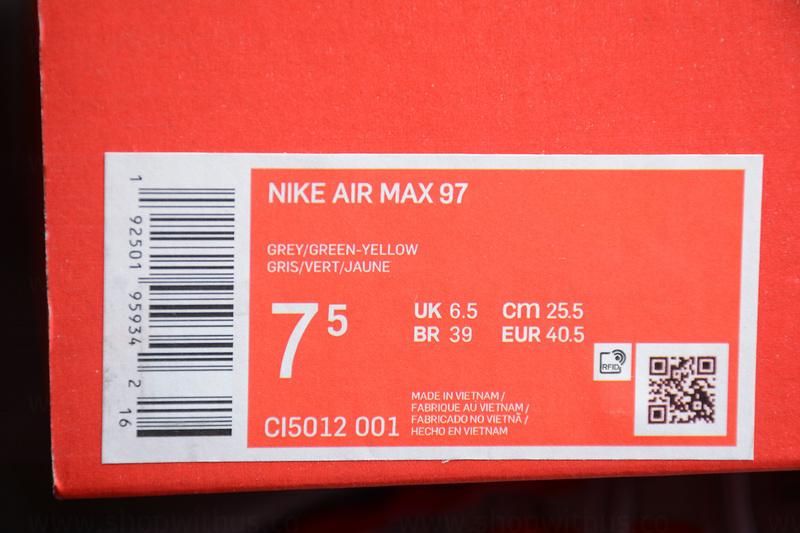 1 92501 95934 2 16
NIKE AIR MAX 97
GREY/GREEN-YELLOW
GRIS/VERT/JAUNE
7 5
UK 6.5 cm 25.5
BR 39 EUR 40.5
RFID
MADE IN VIETNAM /
FABRIQUE AU VIETNAM /
FABRICADO NO VIETNÃ /
HECHO EN VIETNAM
CI5012 001